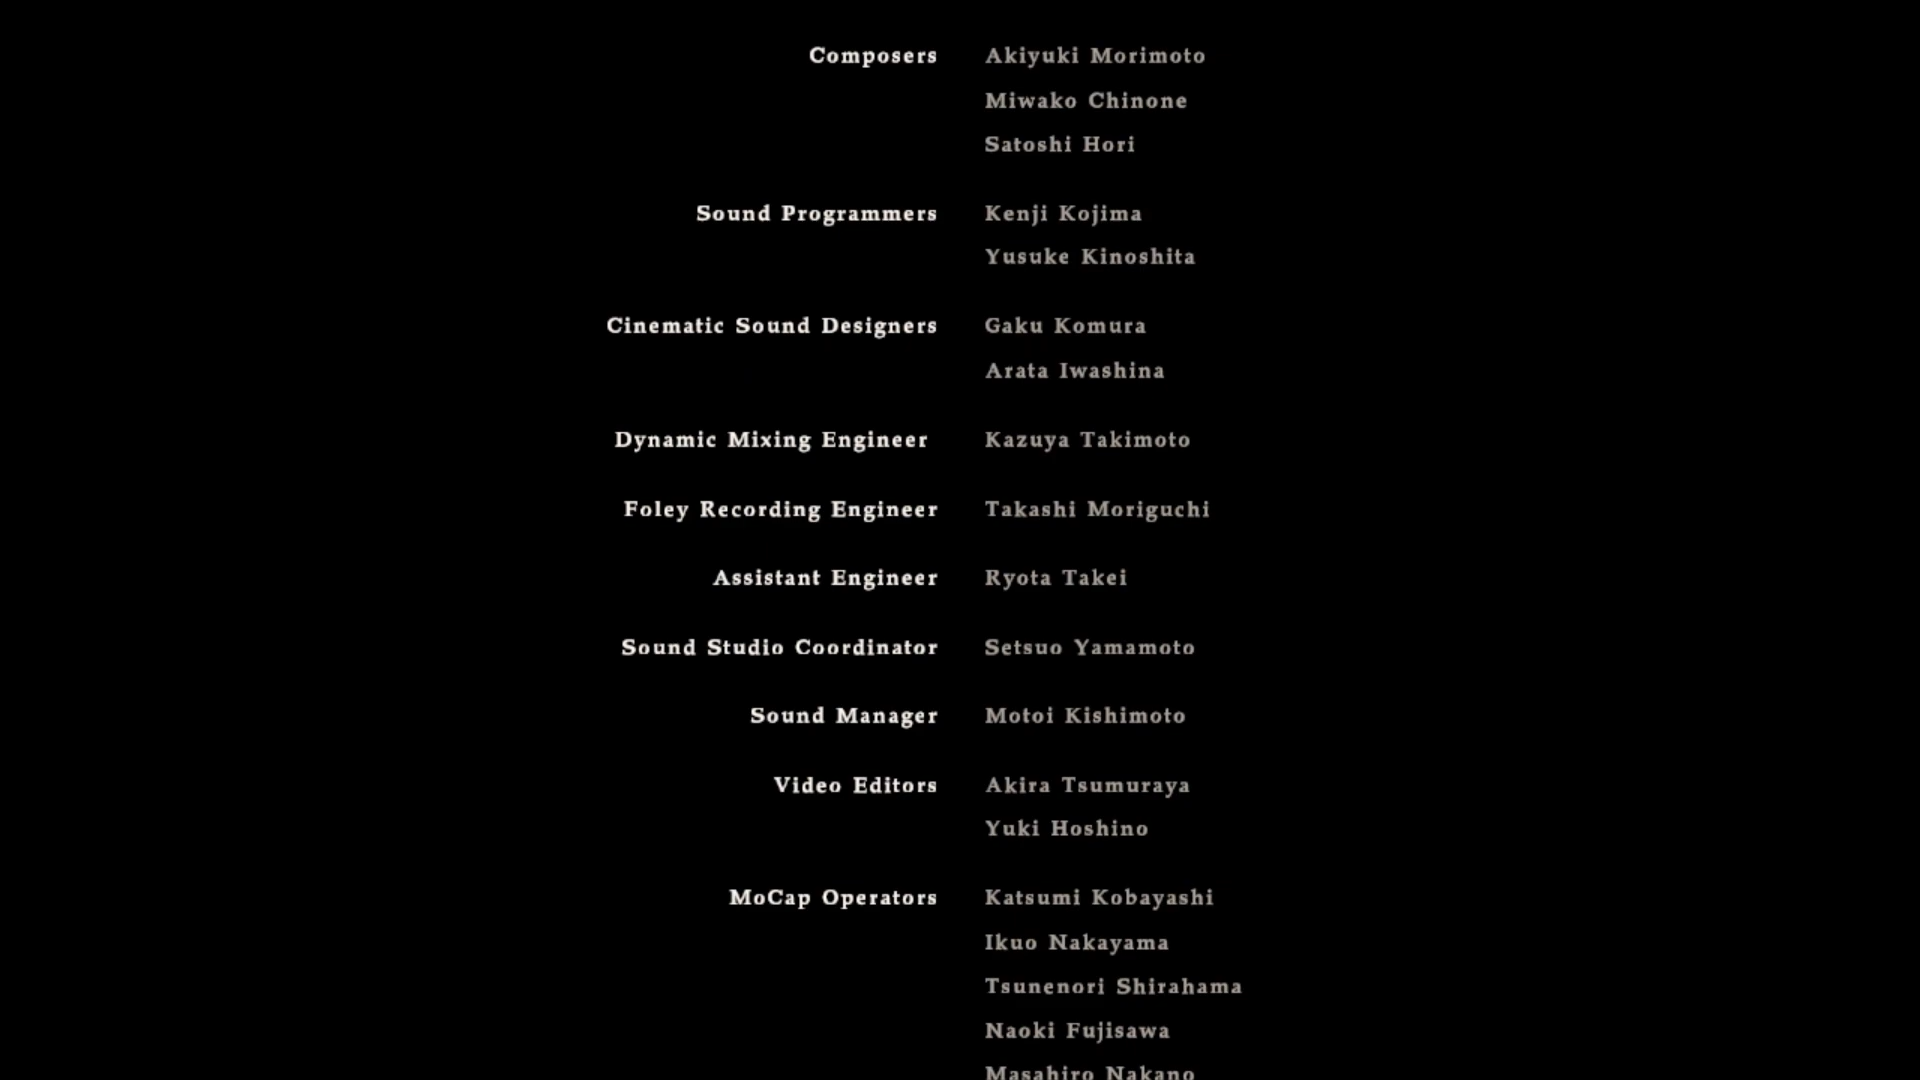 Composers Akiyuki Morimoto
Miwako Chinone
Satoshi Hori
Sound Programmers Kenji Kojima
Yusuke Kinoshita
Cinematic Sound Designers Gaku Komura
Arata Iwashina
Dynamic Mixing Engineer Kazuya Takimoto
Foley Recording Engineer Takashi Moriguchi
Assistant Engineer Ryota Takei
Sound Studio Coordinator Setsuo Yamamoto
Sound Manager Motoi Kishimoto
Video Editors Akira Tsumuraya
Yuki Hoshino
MoCap Operators Katsumi Kobayashi
Ikuo Nakayama
Tsunenori Shirahama
Naoki Fujisawa
Masahiro Nakano